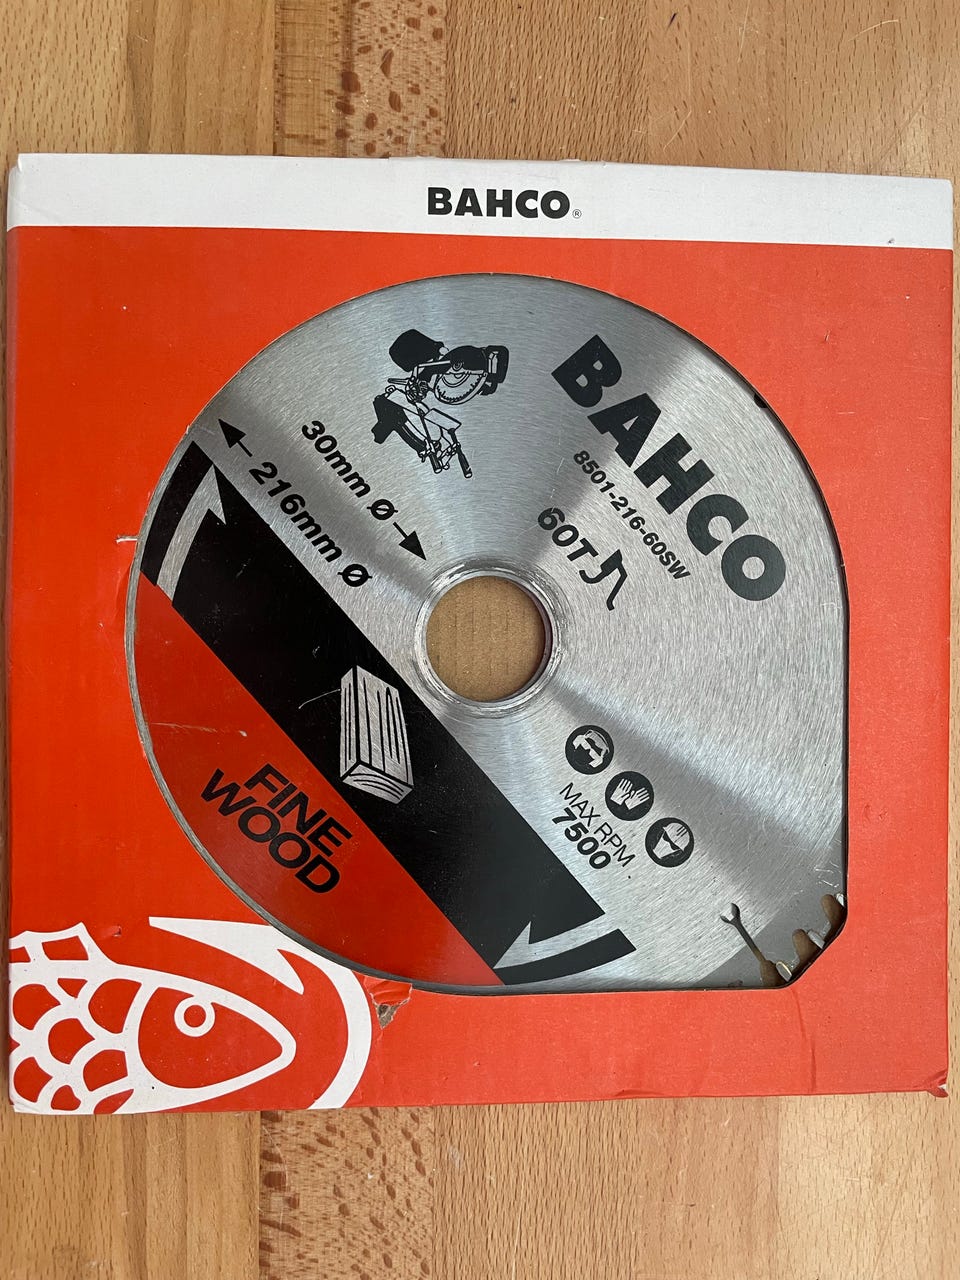 BAHCO®
BAHCO
8501-216-60SW
60T
30mm Ø
216mm Ø
FINE
WOOD
MAX RPM
7500